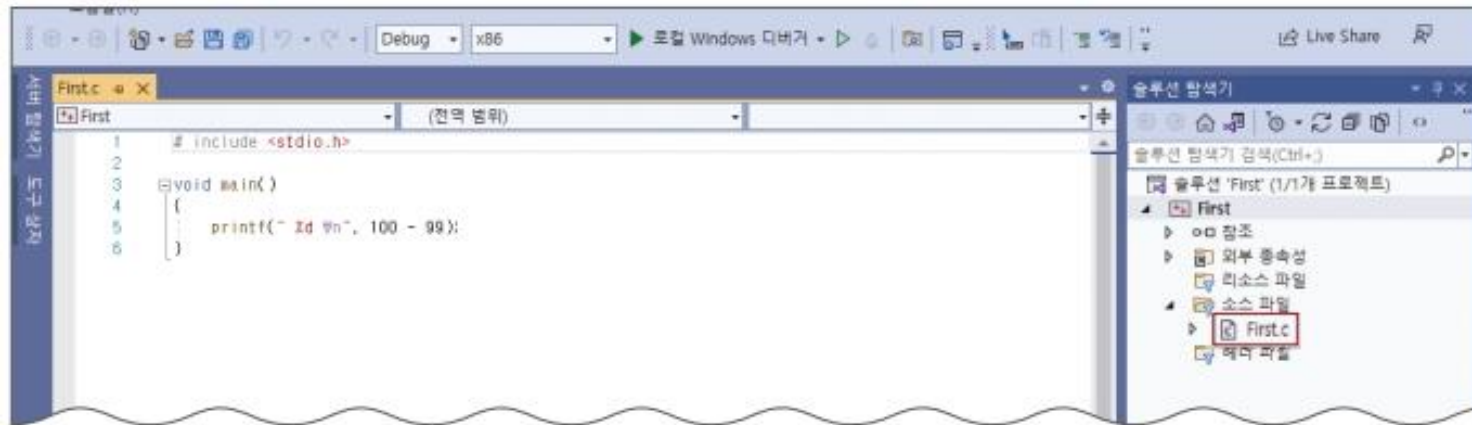 Debug x86 로컬 Windows 디버거 Live Share
서버 탐색기
도구 상자
First.c
First (전역 범위)
1 # include <stdio.h>
2
3 void main()
4 {
5 printf(" %d ₩n", 100 - 99);
6 }
솔루션 탐색기
솔루션 탐색기 검색(Ctrl+;)
솔루션 'First' (1/1개 프로젝트)
First
참조
외부 종속성
리소스 파일
소스 파일
First.c
헤더 파일